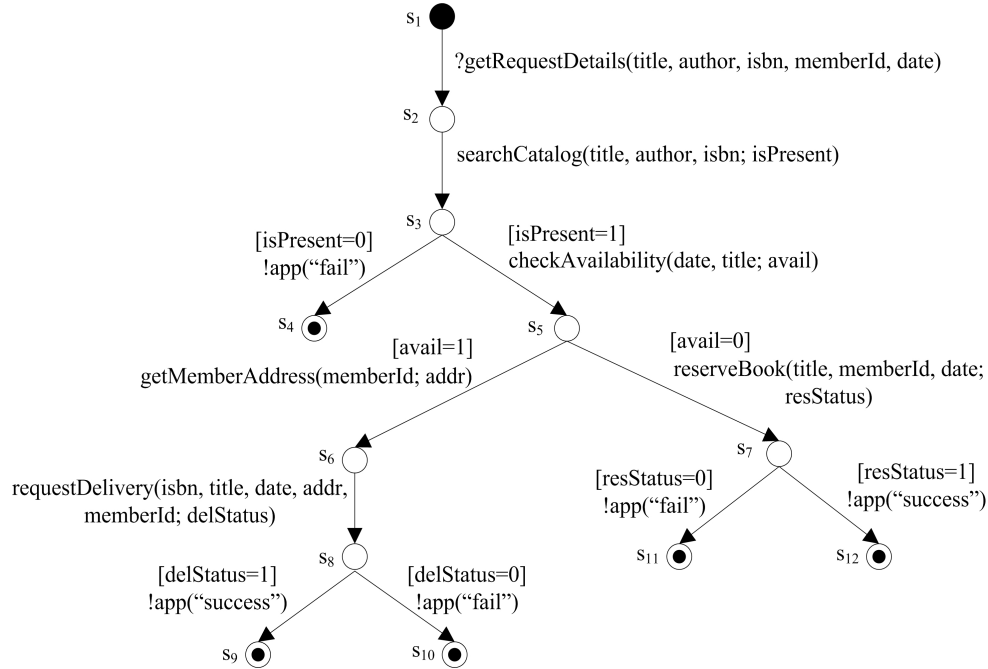 s1
?getRequestDetails(title, author, isbn, memberId, date)
s2
searchCatalog(title, author, isbn; isPresent)
s3
[isPresent=0]
!app(“fail”)
[isPresent=1]
checkAvailability(date, title; avail)
s4
s5
[avail=1]
getMemberAddress(memberId; addr)
[avail=0]
reserveBook(title, memberId, date;
resStatus)
s6
s7
requestDelivery(isbn, title, date, addr,
memberId; delStatus)
[resStatus=0]
!app(“fail”)
[resStatus=1]
!app(“success”)
s8
s11
s12
[delStatus=1]
!app(“success”)
[delStatus=0]
!app(“fail”)
s9
s10